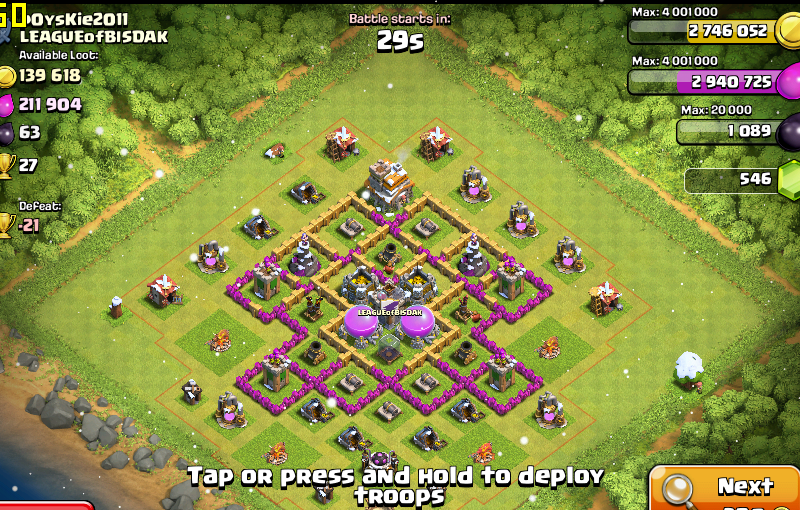 60
OysKie2011
LEAGUEofBISDAK
Available Loot:
139 618
211 904
63
27
Defeat:
-21
Battle starts in:
29s
Max: 4 001 000
2 746 052
Max: 4 001 000
2 940 725
Max: 20 000
1 089
546
LEAGUEofBISDAK
Tap or press and hold to deploy
troops
Next